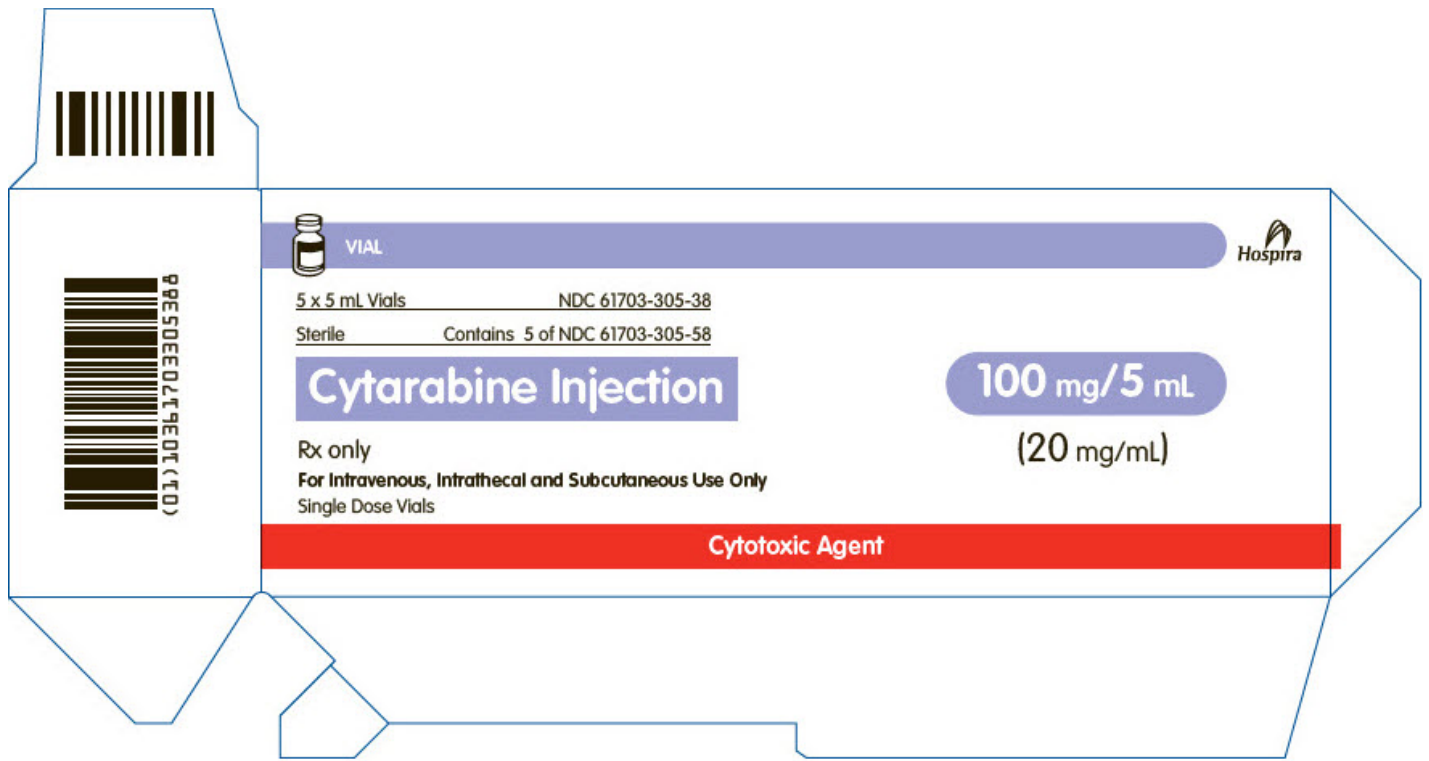 VIAL
Hospira
5 x 5 mL Vials NDC 61703-305-38
Sterile Contains 5 of NDC 61703-305-58
Cytarabine Injection
100 mg/5 mL
(20 mg/mL)
Rx only
For Intravenous, Intrathecal and Subcutaneous Use Only
Single Dose Vials
Cytotoxic Agent
(01)10361703305388